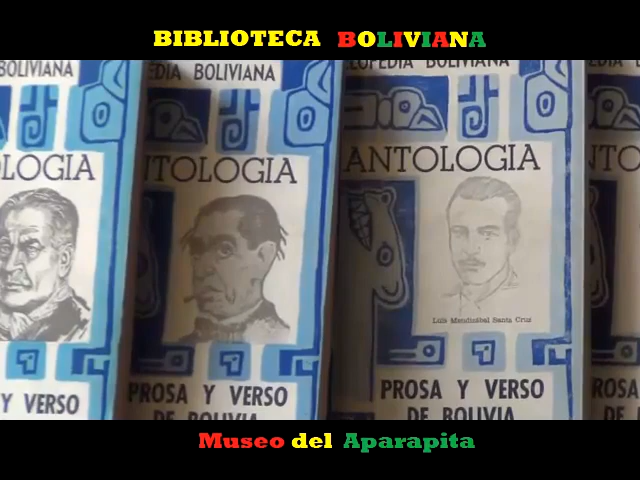 BIBLIOTECA BOLIVIANA
BOLIVIANA
EDIA BOLIVIANA
LOPEDIA BOLIVIANA
OLOGIA
NTOLOGIA
ANTOLOGIA
NTO
Luis Mendizábal Santa Cruz
Y VERSO
PROSA Y VERSO
DE BOLIVIA
PROSA Y VERSO
DE BOLIVIA
ROSA
Museo del Aparapita